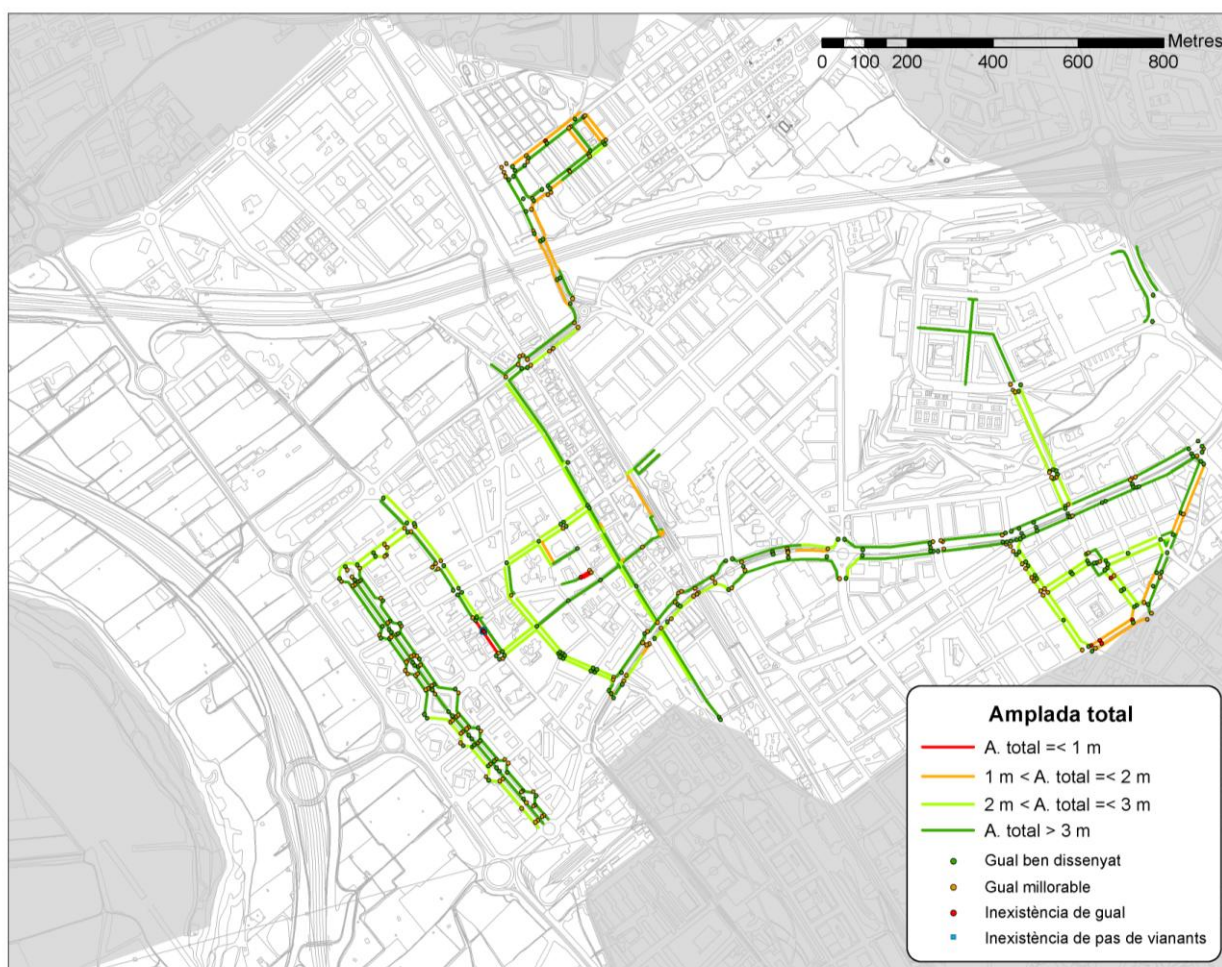 Metres
0 100 200 400 600 800
Amplada total
A. total =< 1 m
1 m < A. total =< 2 m
2 m < A. total =< 3 m
A. total > 3 m
Gual ben dissenyat
Gual millorable
Inexistència de gual
Inexistència de pas de vianants